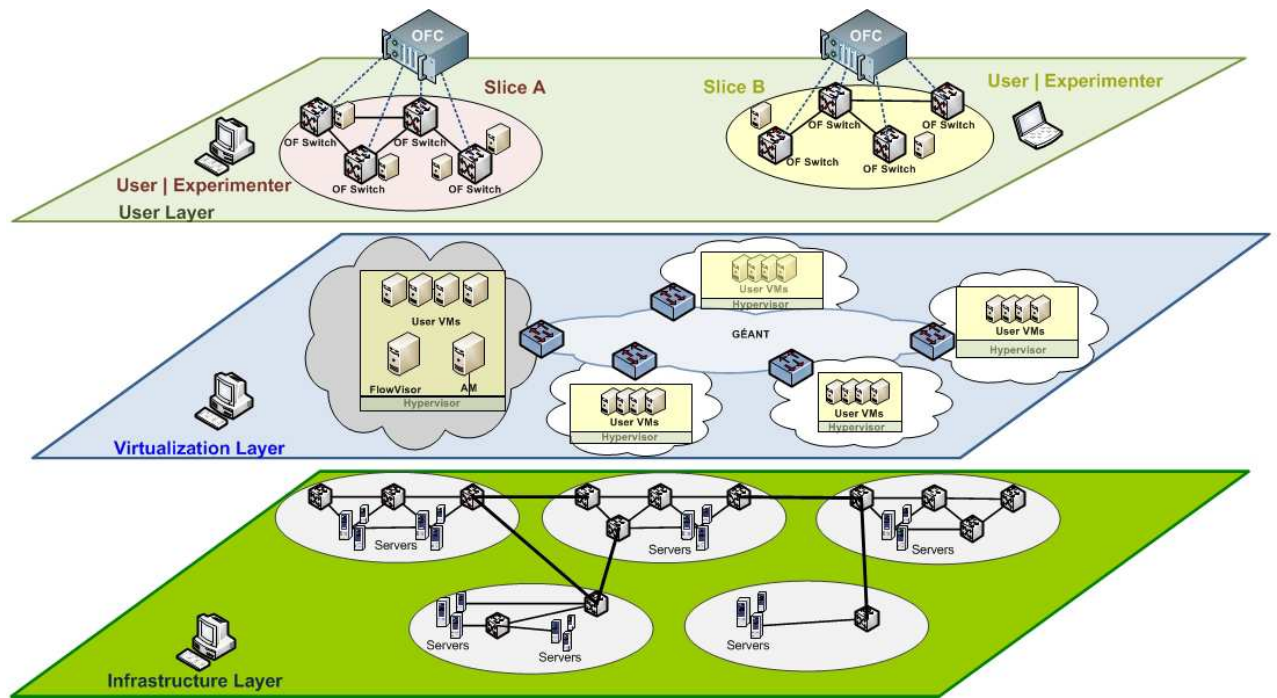 OFC
OFC
Slice A
Slice B
User | Experimenter
OF Switch
OF Switch
OF Switch
OF Switch
OF Switch
OF Switch
OF Switch
OF Switch
User | Experimenter
User Layer
User VMs
Hypervisor
User VMs
FlowVisor
AM
Hypervisor
GÉANT
User VMs
Hypervisor
User VMs
Hypervisor
User VMs
Hypervisor
Virtualization Layer
Servers
Servers
Servers
Servers
Servers
Servers
Infrastructure Layer